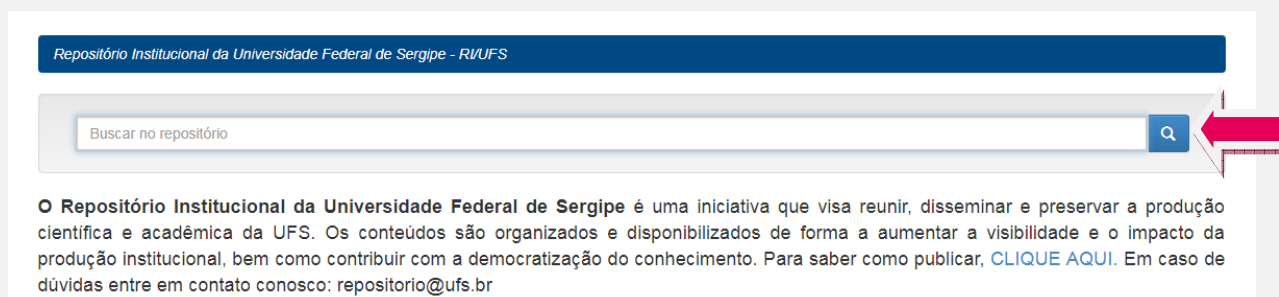 Repositório Institucional da Universidade Federal de Sergipe - RI/UFS
Buscar no repositório
O Repositório Institucional da Universidade Federal de Sergipe é uma iniciativa que visa reunir, disseminar e preservar a produção
científica e acadêmica da UFS. Os conteúdos são organizados e disponibilizados de forma a aumentar a visibilidade e o impacto da
produção institucional, bem como contribuir com a democratização do conhecimento. Para saber como publicar, CLIQUE AQUI. Em caso de
dúvidas entre em contato conosco: repositorio@ufs.br